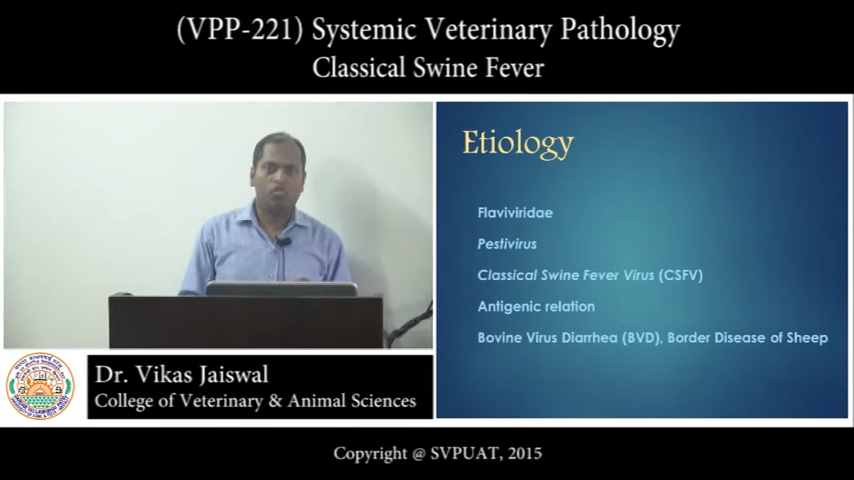 (VPP-221) Systemic Veterinary Pathology
Classical Swine Fever
Etiology
Flaviviridae
Pestivirus
Classical Swine Fever Virus (CSFV)
Antigenic relation
Bovine Virus Diarrhea (BVD), Border Disease of Sheep
Dr. Vikas Jaiswal
College of Veterinary & Animal Sciences
Copyright @ SVPUAT, 2015